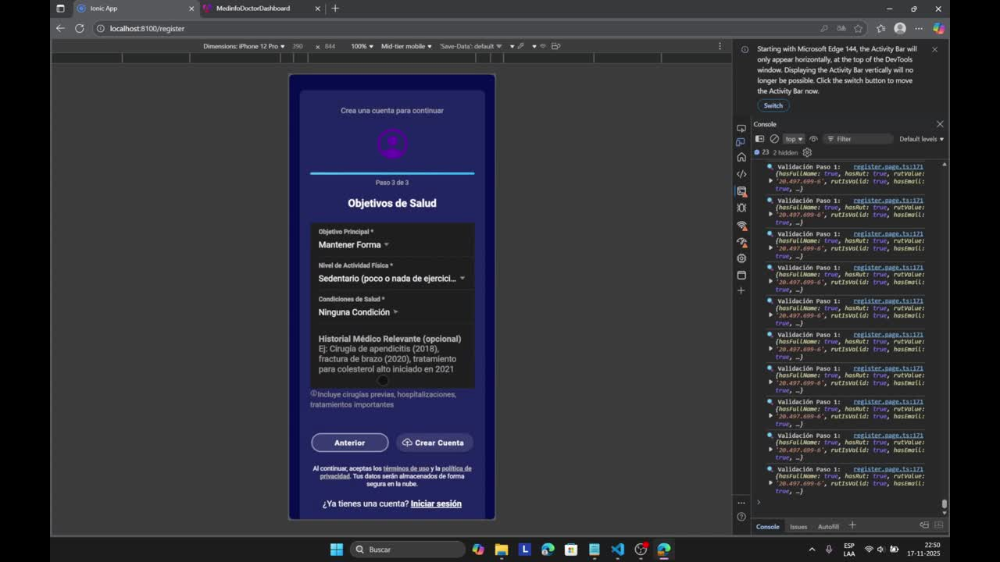 Ionic App
MedinfoDoctorDashboard
localhost:8100/register
Dimensions: iPhone 12 Pro 390 × 844 100% Mid-tier mobile 'Save-Data': default
Starting with Microsoft Edge 144, the Activity Bar will
only appear horizontally, at the top of the DevTools
window. Displaying the Activity Bar vertically will no
longer be possible. Click the switch button to move
the Activity Bar now.
Switch
Console
top Filter Default levels
23 2 hidden
Crea una cuenta para continuar
Paso 3 de 3
Objetivos de Salud
Objetivo Principal *
Mantener Forma
Nivel de Actividad Física *
Sedentario (poco o nada de ejercici...
Condiciones de Salud *
Ninguna Condición
Historial Médico Relevante (opcional)
Ej: Cirugía de apendicitis (2018),
fractura de brazo (2020), tratamiento
para colesterol alto iniciado en 2021
Incluye cirugías previas, hospitalizaciones,
tratamientos importantes
Anterior
Crear Cuenta
Al continuar, aceptas los términos de uso y la política de
privacidad. Tus datos serán almacenados de forma
segura en la nube.
¿Ya tienes una cuenta? Iniciar sesión
Validación Paso 1: register.page.ts:171
{hasFullName: true, hasRut: true, rutValue:
'20.497.699-6', rutIsValid: true, hasEmail:
true, …}
Validación Paso 1: register.page.ts:171
{hasFullName: true, hasRut: true, rutValue:
'20.497.699-6', rutIsValid: true, hasEmail:
true, …}
Validación Paso 1: register.page.ts:171
{hasFullName: true, hasRut: true, rutValue:
'20.497.699-6', rutIsValid: true, hasEmail:
true, …}
Validación Paso 1: register.page.ts:171
{hasFullName: true, hasRut: true, rutValue:
'20.497.699-6', rutIsValid: true, hasEmail:
true, …}
Validación Paso 1: register.page.ts:171
{hasFullName: true, hasRut: true, rutValue:
'20.497.699-6', rutIsValid: true, hasEmail:
true, …}
Validación Paso 1: register.page.ts:171
{hasFullName: true, hasRut: true, rutValue:
'20.497.699-6', rutIsValid: true, hasEmail:
true, …}
Validación Paso 1: register.page.ts:171
{hasFullName: true, hasRut: true, rutValue:
'20.497.699-6', rutIsValid: true, hasEmail:
true, …}
Validación Paso 1: register.page.ts:171
{hasFullName: true, hasRut: true, rutValue:
'20.497.699-6', rutIsValid: true, hasEmail:
true, …}
Validación Paso 1: register.page.ts:171
{hasFullName: true, hasRut: true, rutValue:
'20.497.699-6', rutIsValid: true, hasEmail:
true, …}
Validación Paso 1: register.page.ts:171
{hasFullName: true, hasRut: true, rutValue:
'20.497.699-6', rutIsValid: true, hasEmail:
true, …}
Console Issues Autofill
Buscar
L
ESP
LAA
22:50
17-11-2025